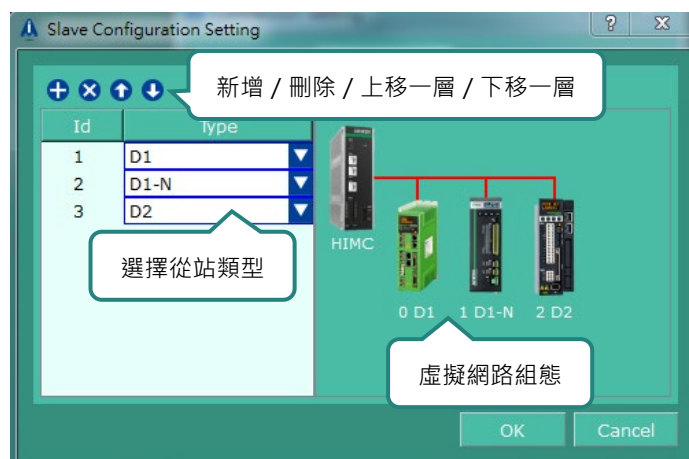 Slave Configuration Setting
新增 / 刪除 / 上移一層 / 下移一層
Id Type
1 D1
2 D1-N
3 D2
選擇從站類型
HIMC
0 D1 1 D1-N 2 D2
虛擬網路組態
OK Cancel